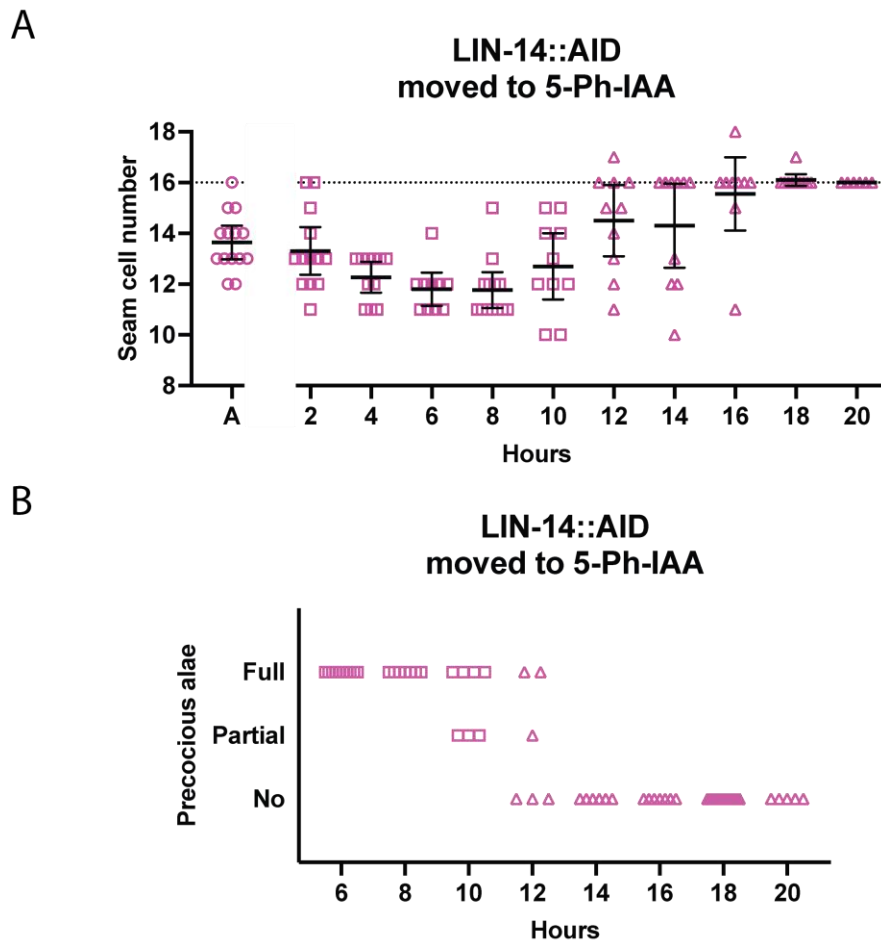 A
LIN-14::AID
moved to 5-Ph-IAA
Seam cell number
18
16
14
12
10
8
A 2 4 6 8 10 12 14 16 18 20
Hours
B
LIN-14::AID
moved to 5-Ph-IAA
Precocious alae
Full
Partial
No
6 8 10 12 14 16 18 20
Hours